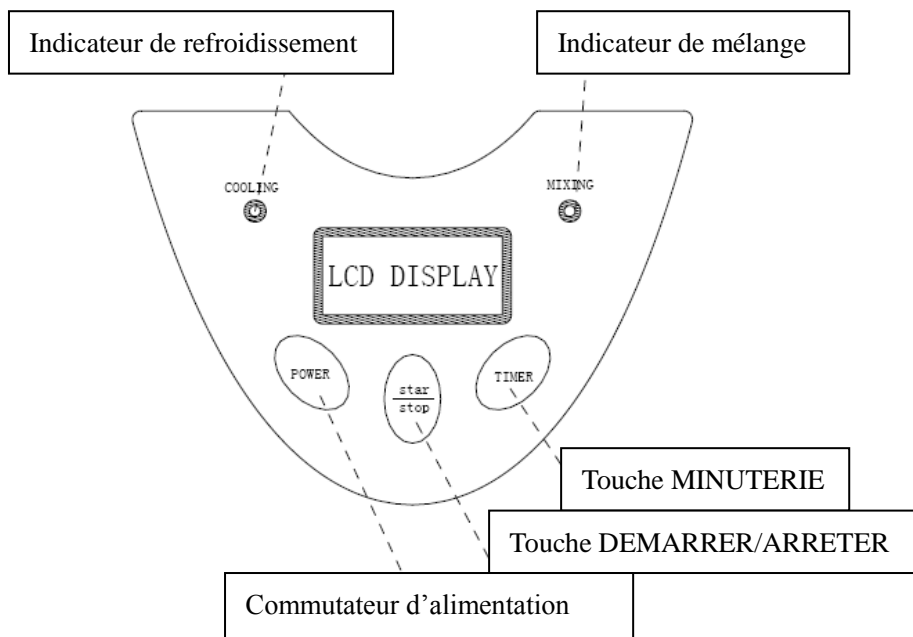 Indicateur de refroidissement
Indicateur de mélange
COOLING
MIXING
LCD DISPLAY
POWER
star
stop
TIMER
Touche MINUTERIE
Touche DEMARRER/ARRETER
Commutateur d’alimentation